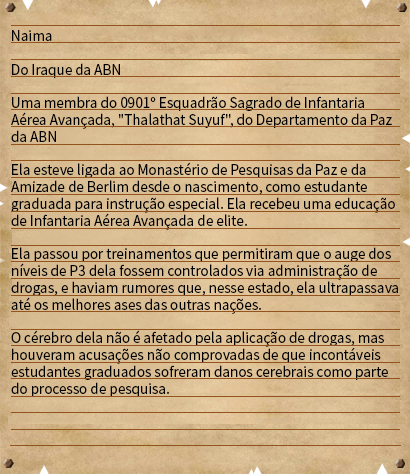 Naima
Do Iraque da ABN
Uma membra do 0901º Esquadrão Sagrado de Infantaria
Aérea Avançada, "Thalathat Suyuf", do Departamento da Paz
da ABN
Ela esteve ligada ao Monastério de Pesquisas da Paz e da
Amizade de Berlim desde o nascimento, como estudante
graduada para instrução especial. Ela recebeu uma educação
de Infantaria Aérea Avançada de elite.
Ela passou por treinamentos que permitiram que o auge dos
níveis de P3 dela fossem controlados via administração de
drogas, e haviam rumores que, nesse estado, ela ultrapassava
até os melhores ases das outras nações.
O cérebro dela não é afetado pela aplicação de drogas, mas
houveram acusações não comprovadas de que incontáveis
estudantes graduados sofreram danos cerebrais como parte
do processo de pesquisa.